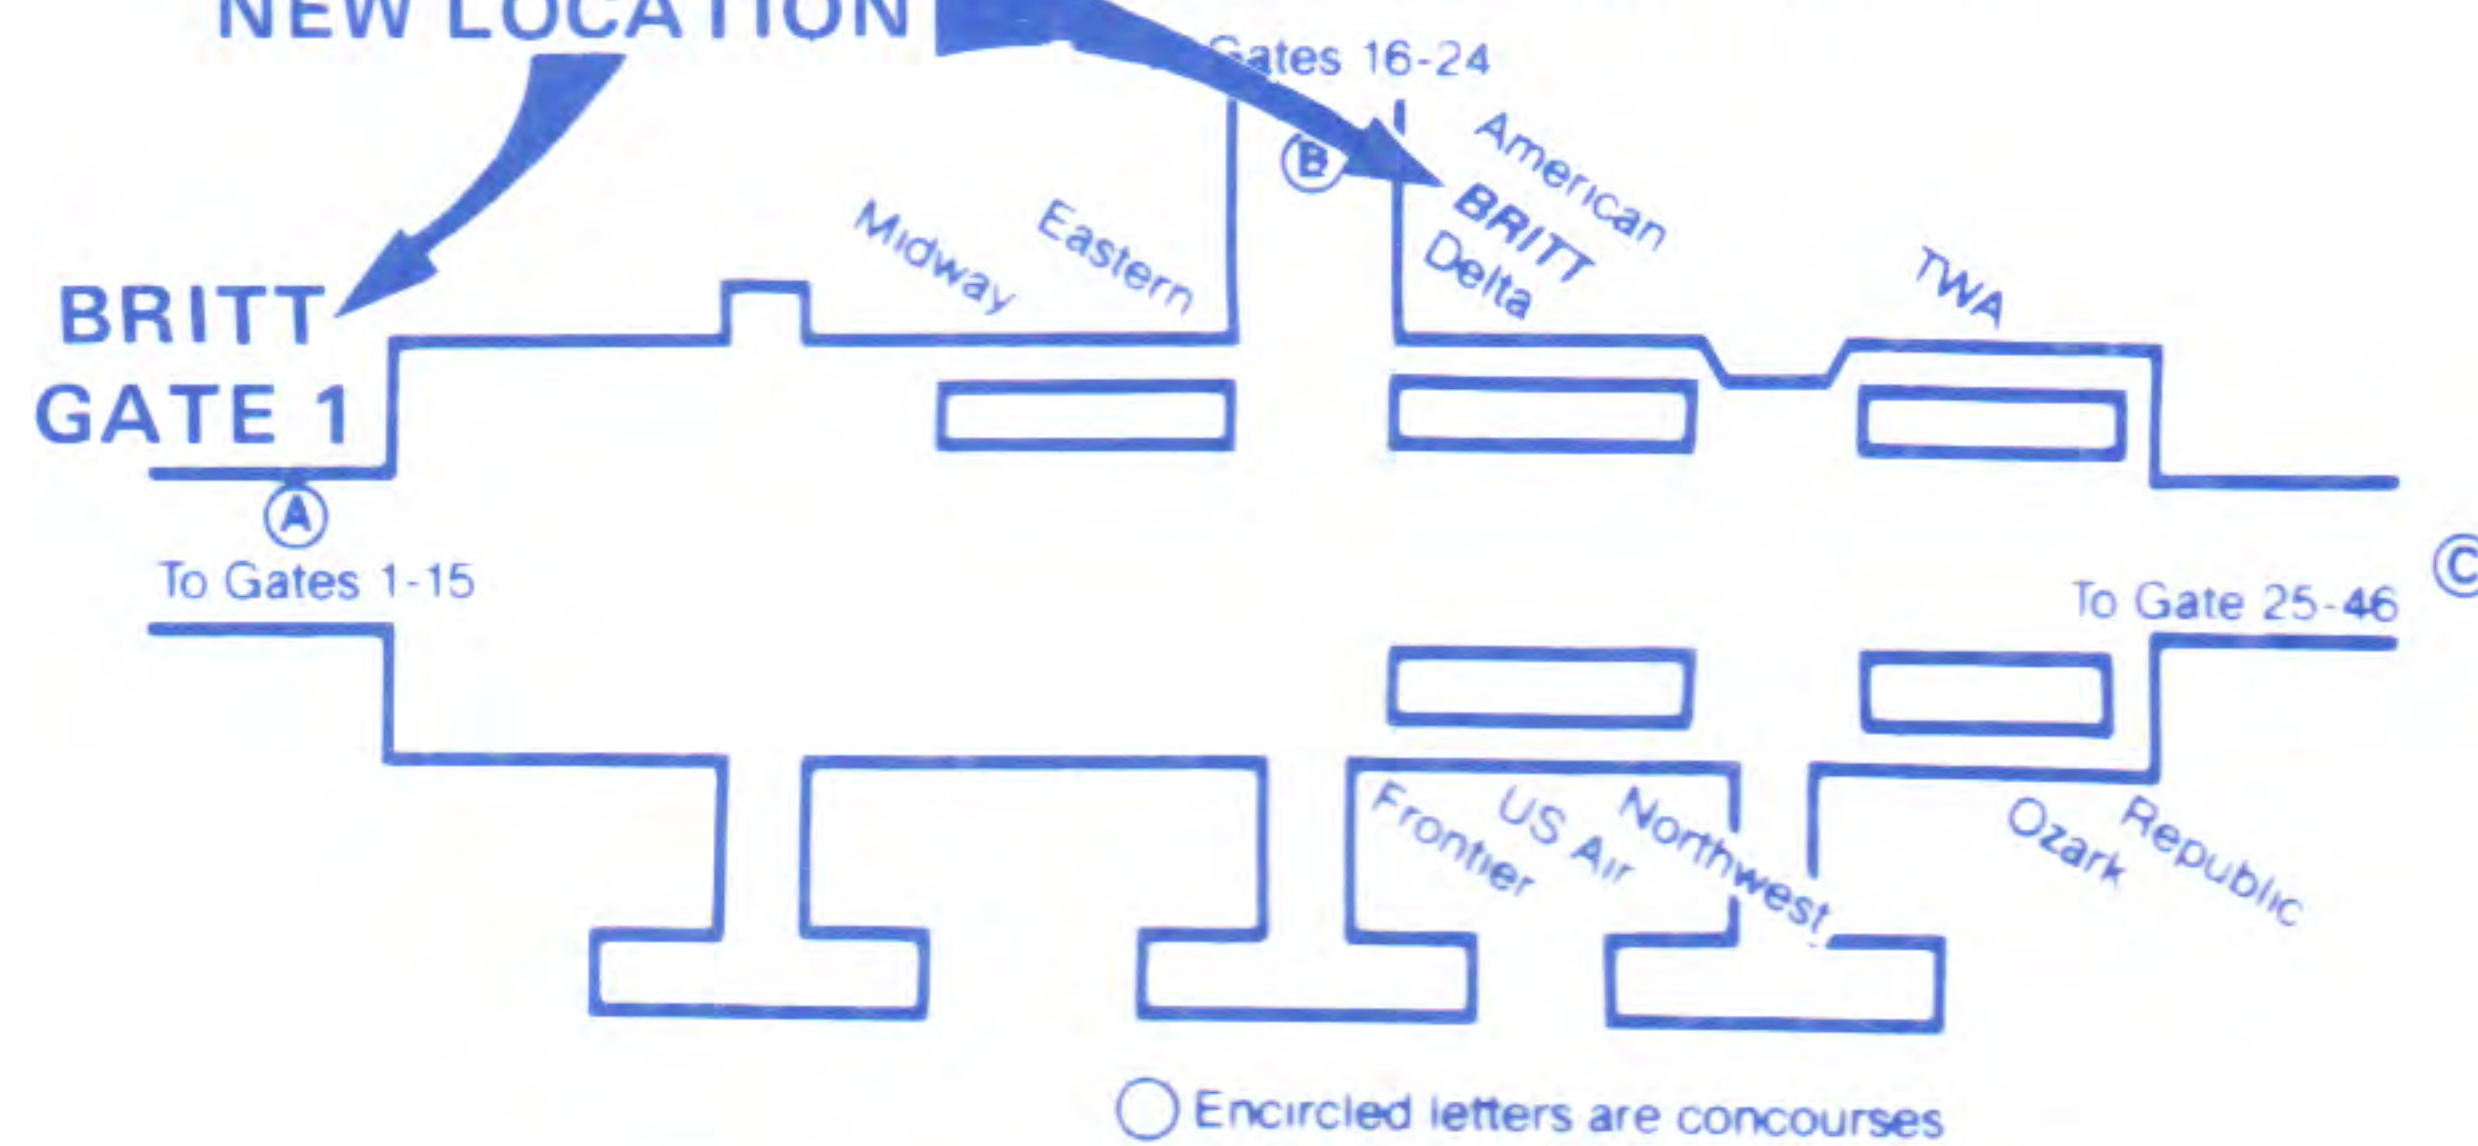 NEW LOCATION
Gates 16-24
B
American
BRITT
Delta
Midway
Eastern
TWA
BRITT
GATE 1
A
To Gates 1-15
C
To Gate 25-46
Frontier
US Air
Northwest
Ozark
Republic
Encircled letters are concourses